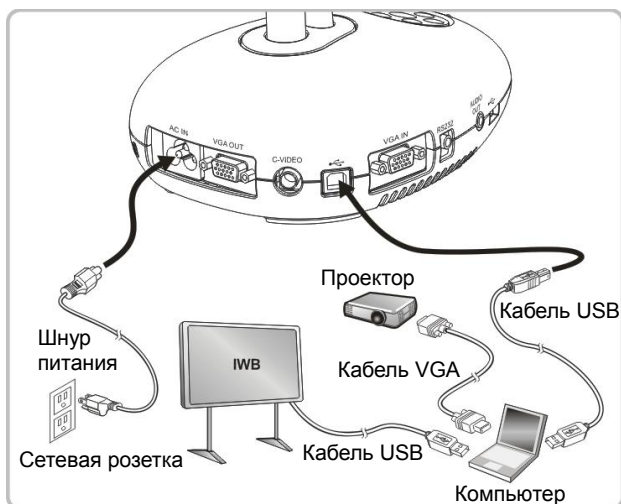 AC IN
VGA OUT
C-VIDEO
VGA IN
RS232
AUDIO
OUT
Проектор
Кабель USB
Шнур
питания
IWB
Кабель VGA
Сетевая розетка
Кабель USB
Компьютер